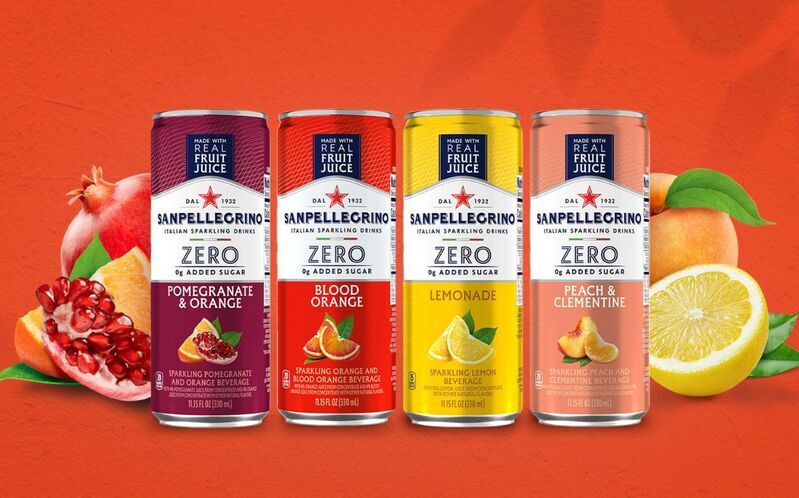 MADE WITH
REAL
FRUIT
JUICE
DAL 1932
SANPELLEGRINO
ITALIAN SPARKLING DRINKS
ZERO
0g ADDED SUGAR
POMEGRANATE
& ORANGE
SPARKLING POMEGRANATE
AND ORANGE BEVERAGE
11.15 FL OZ (330 mL)
MADE WITH
REAL
FRUIT
JUICE
DAL 1932
SANPELLEGRINO
ITALIAN SPARKLING DRINKS
ZERO
0g ADDED SUGAR
BLOOD
ORANGE
SPARKLING ORANGE AND
BLOOD ORANGE BEVERAGE
11.15 FL OZ (330 mL)
MADE WITH
REAL
FRUIT
JUICE
DAL 1932
SANPELLEGRINO
ITALIAN SPARKLING DRINKS
ZERO
0g ADDED SUGAR
LEMONADE
SPARKLING LEMON
BEVERAGE
WITH OTHER NATURAL FLAVORS
11.15 FL OZ (330 mL)
MADE WITH
REAL
FRUIT
JUICE
DAL 1932
SANPELLEGRINO
ITALIAN SPARKLING DRINKS
ZERO
0g ADDED SUGAR
PEACH &
CLEMENTINE
SPARKLING PEACH AND
CLEMENTINE BEVERAGE
11.15 FL OZ (330 mL)